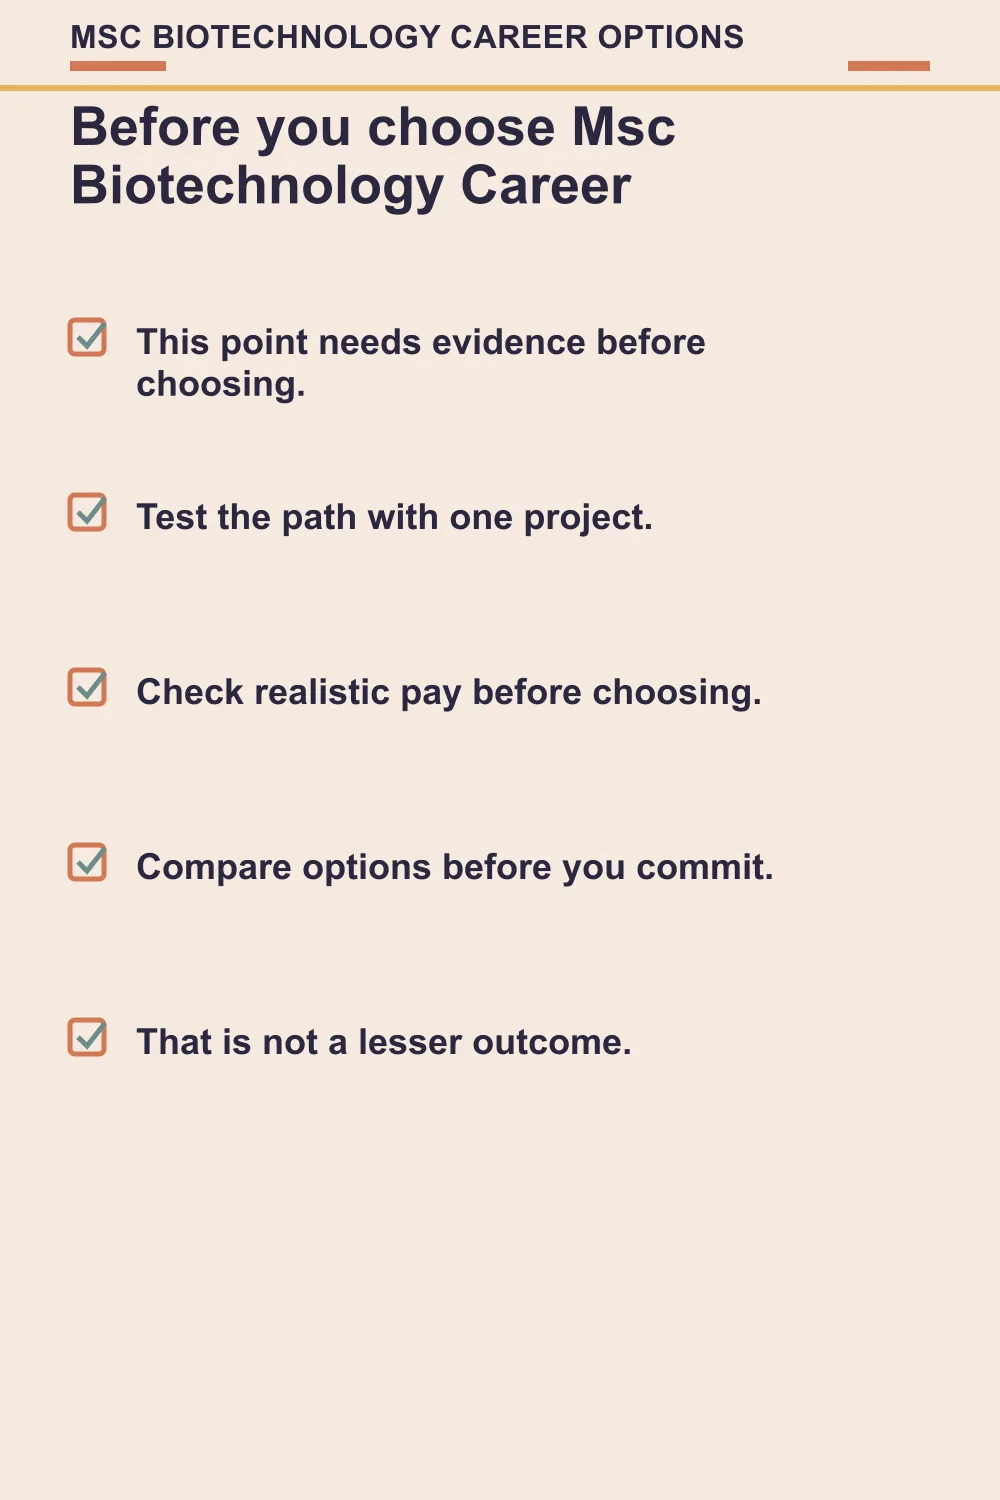 MSC BIOTECHNOLOGY CAREER OPTIONS
Before you choose Msc
Biotechnology Career
This point needs evidence before
choosing.
Test the path with one project.
Check realistic pay before choosing.
Compare options before you commit.
That is not a lesser outcome.